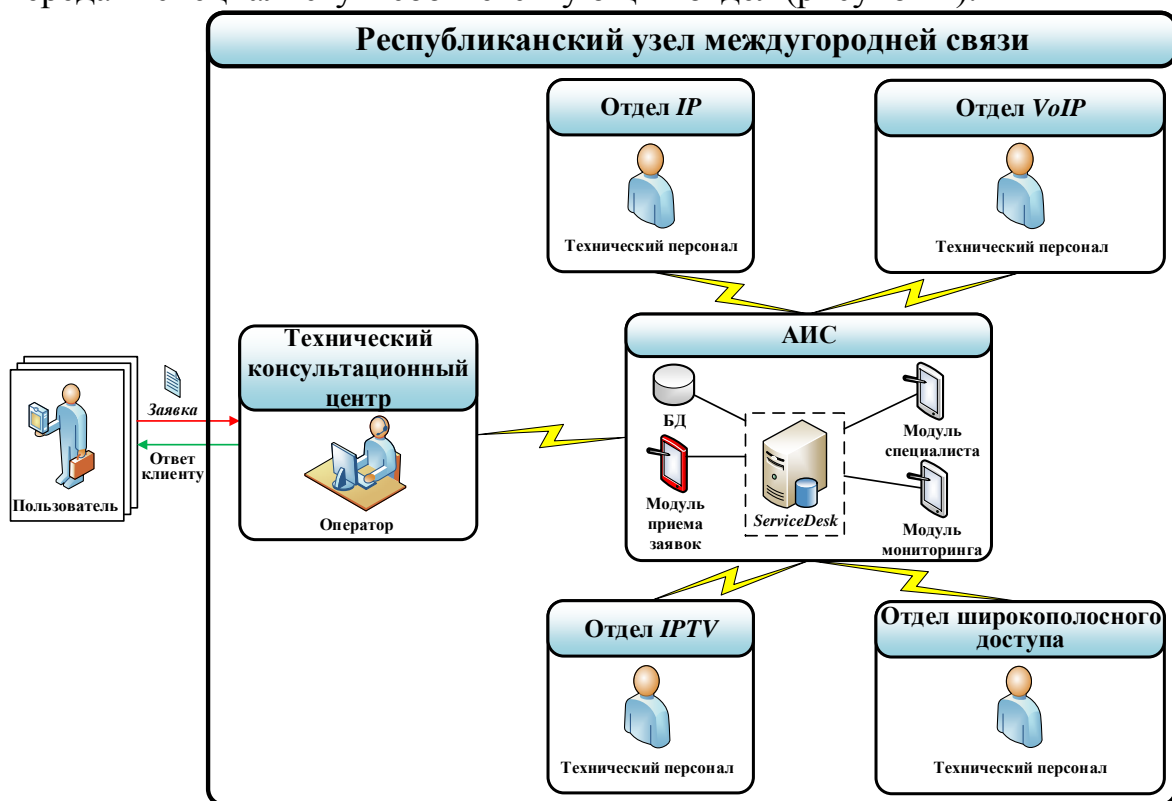 Республиканский узел междугородней связи
Отдел IP
Технический персонал
Отдел VoIP
Технический персонал
Технический
консультационный
центр
Оператор
Заявка
Ответ
клиенту
Пользователь
АИС
БД
Модуль
приема
заявок
ServiceDesk
Модуль
специалиста
Модуль
мониторинга
Отдел IPTV
Технический персонал
Отдел широкополосного
доступа
Технический персонал